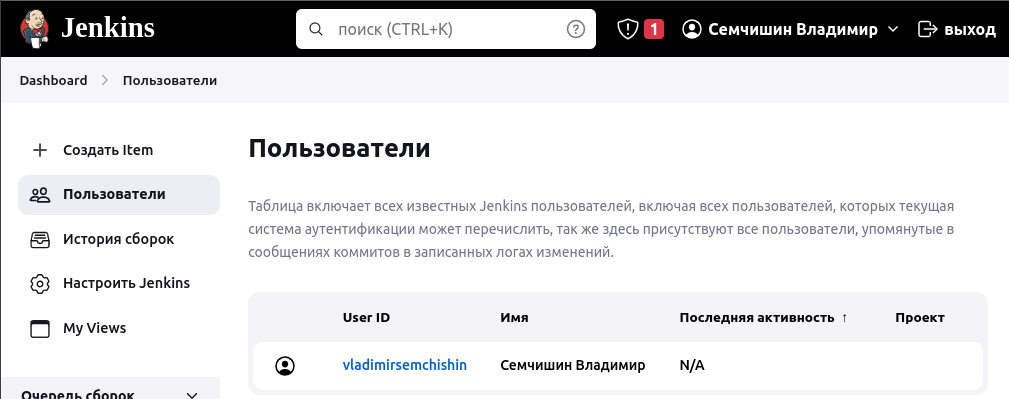 Jenkins
поиск (CTRL+K)
1
Семчишин Владимир
выход
Dashboard
Пользователи
Создать Item
Пользователи
История сборок
Настроить Jenkins
My Views
Очередь сборок
Пользователи
Таблица включает всех известных Jenkins пользователей, включая всех пользователей, которых текущая
система аутентификации может перечислить, так же здесь присутствуют все пользователи, упомянутые в
сообщениях коммитов в записанных логах изменений.
User ID Имя Последняя активность ↑ Проект
vladimirsemchishin Семчишин Владимир N/A